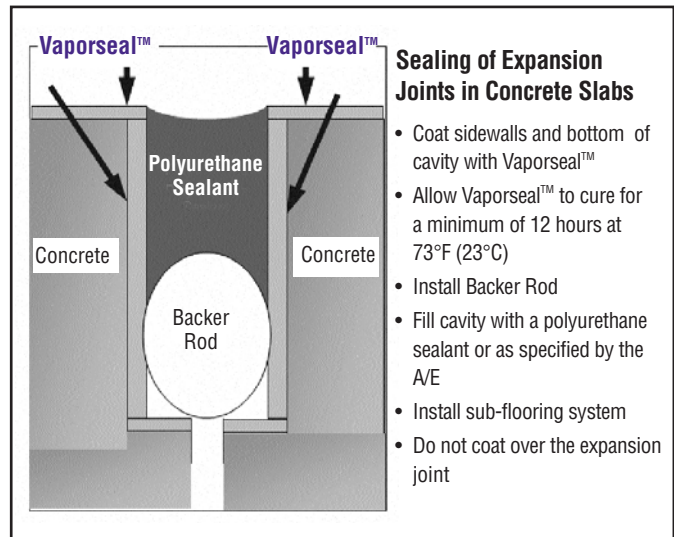 Vaporseal™ Vaporseal™
Polyurethane
Sealant
Concrete
Concrete
Backer
Rod
Sealing of Expansion
Joints in Concrete Slabs
• Coat sidewalls and bottom of
cavity with Vaporseal™
• Allow Vaporseal™ to cure for
a minimum of 12 hours at
73°F (23°C)
• Install Backer Rod
• Fill cavity with a polyurethane
sealant or as specified by the
A/E
• Install sub-flooring system
• Do not coat over the expansion
joint